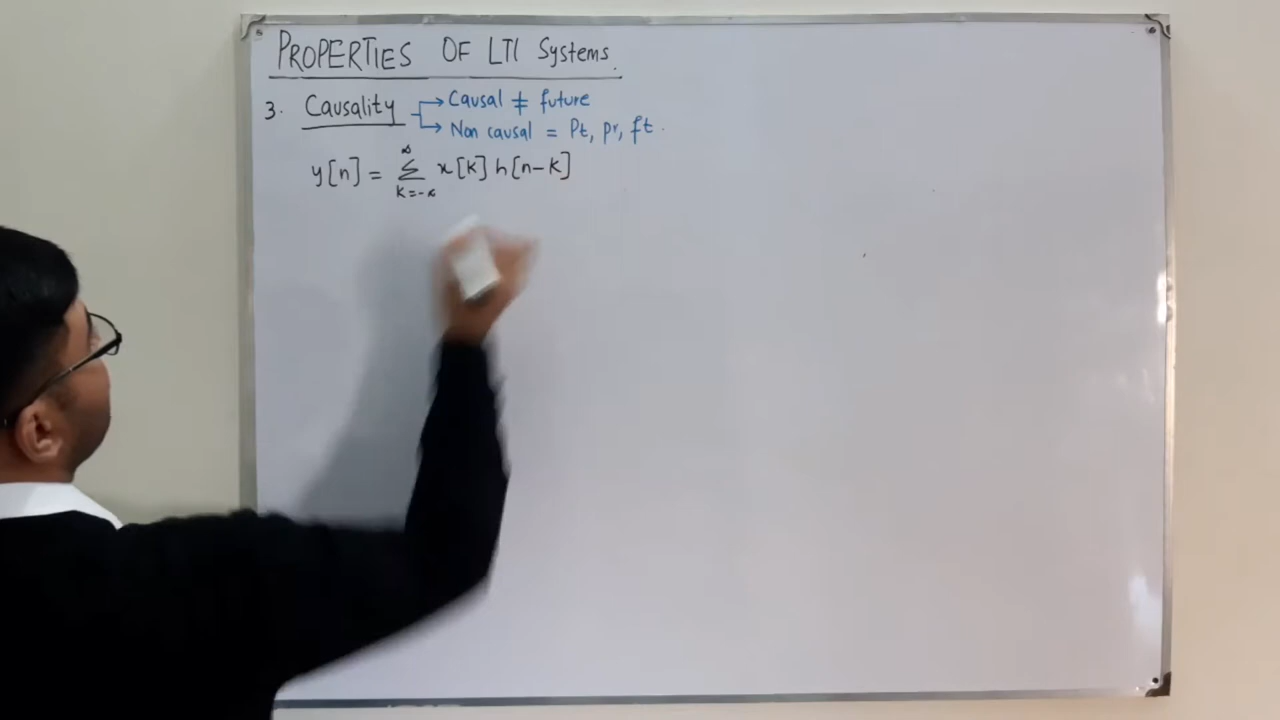 PROPERTIES OF LTI Systems.
3. Causality → Causal ≠ future
→ Non causal = Pt, pr, ft.
y[n] = ∞ Σ k=-∞ x[k] h[n-k]